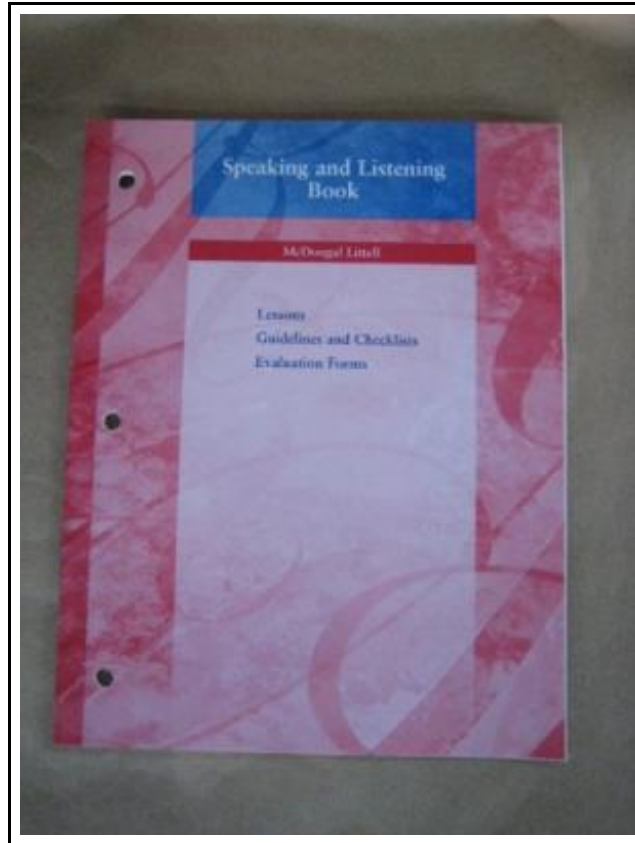 Speaking and Listening
Book
McDougal Littell
Lessons
Guidelines and Checklists
Evaluation Forms